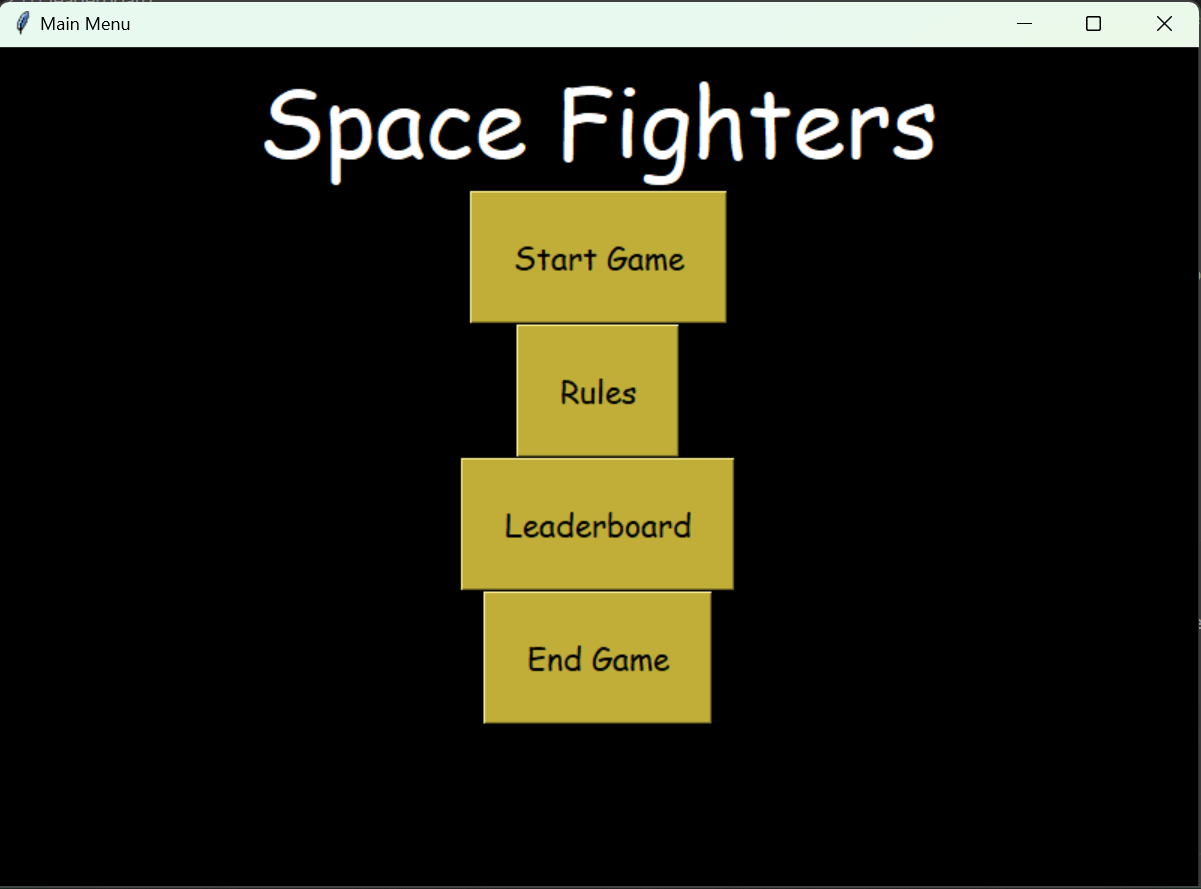 Main Menu
Space Fighters
Start Game
Rules
Leaderboard
End Game